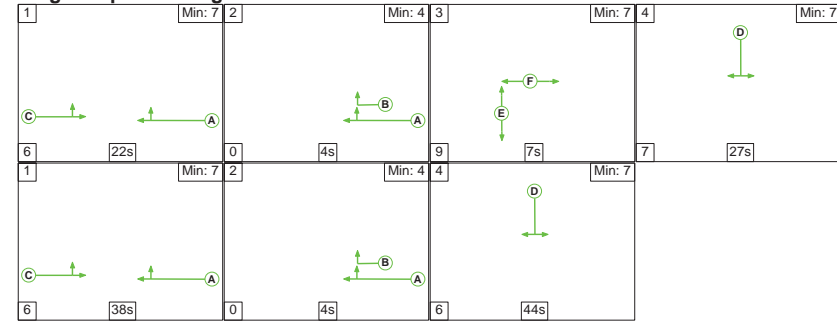 1 Min: 7 2 Min: 4 3 Min: 7 4 Min: 7
D
F
B
C A A E
6 22s 0 4s 9 7s 7 27s
1 Min: 7 2 Min: 4 4 Min: 7
D
B
C A A
6 38s 0 4s 6 44s